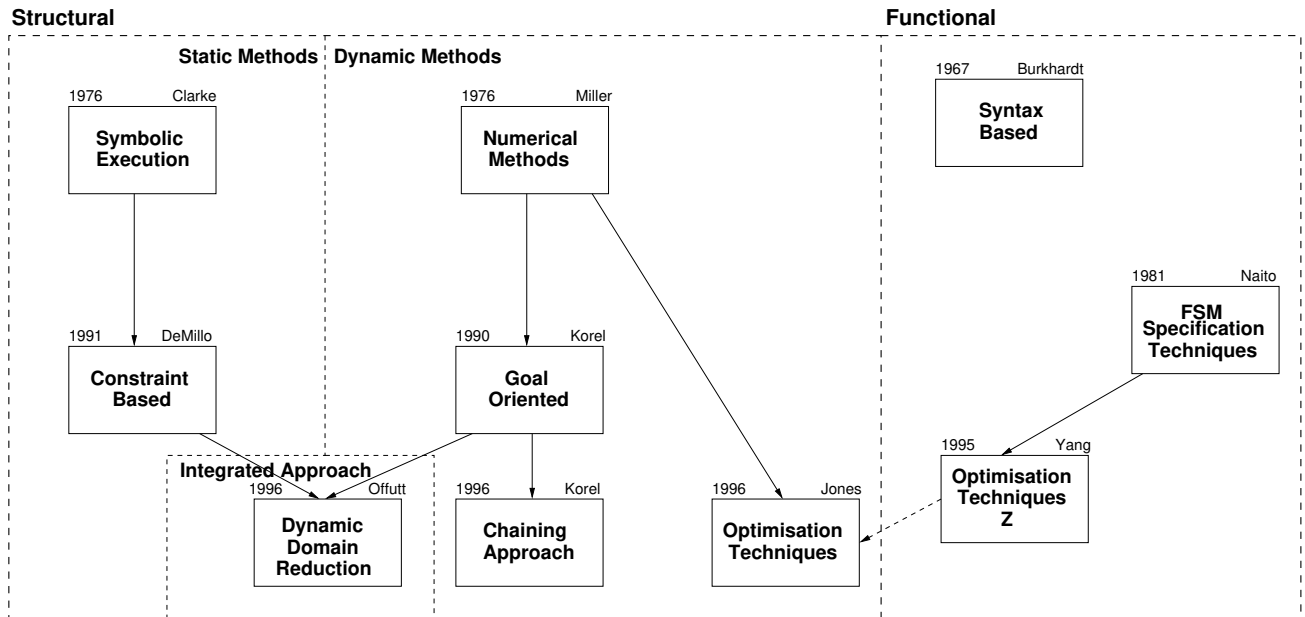 Structural
Functional
Static Methods
Dynamic Methods
1976 Clarke
Symbolic
Execution
1976 Miller
Numerical
Methods
1967 Burkhardt
Syntax
Based
1981 Naito
FSM
Specification
Techniques
1991 DeMillo
Constraint
Based
1990 Korel
Goal
Oriented
1995 Yang
Optimisation
Techniques
Z
Integrated Approach
1996 Offutt
Dynamic
Domain
Reduction
1996 Korel
Chaining
Approach
1996 Jones
Optimisation
Techniques